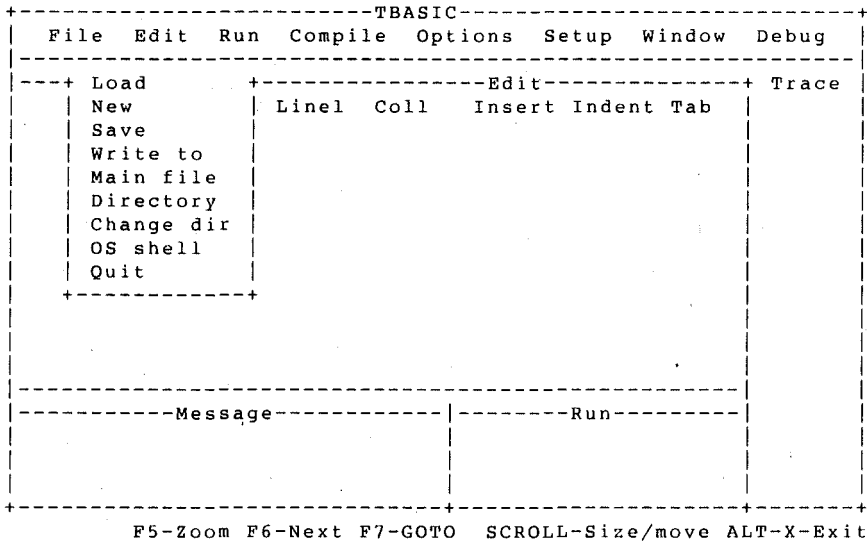 TBASIC
File Edit Run Compile Options Setup Window Debug
Load Edit Trace
New Line1 Col1 Insert Indent Tab
Save
Write to
Main file
Directory
Change dir
OS shell
Quit
Message Run
F5-Zoom F6-Next F7-GOTO SCROLL-Size/move ALT-X-Exit